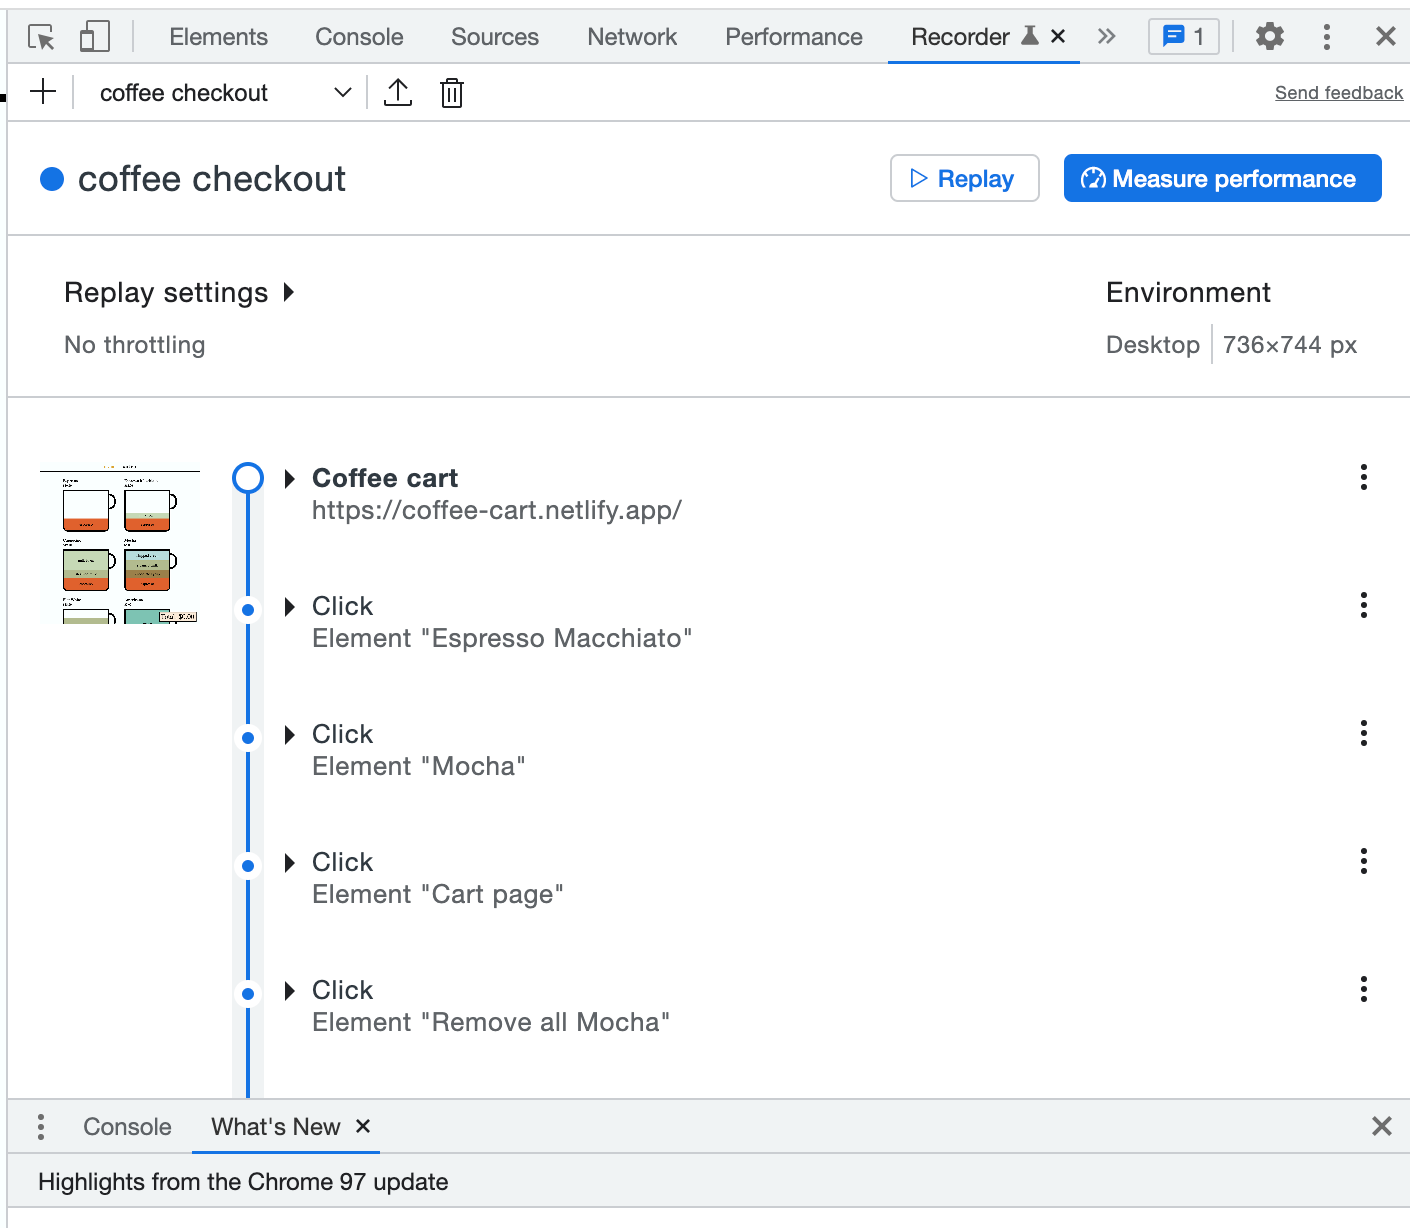 Elements Console Sources Network Performance Recorder 1
coffee checkout Send feedback
coffee checkout Replay Measure performance
Replay settings Environment
No throttling Desktop 736×744 px
Coffee cart
https://coffee-cart.netlify.app/
Click
Element "Espresso Macchiato"
Click
Element "Mocha"
Click
Element "Cart page"
Click
Element "Remove all Mocha"
Console What's New
Highlights from the Chrome 97 update